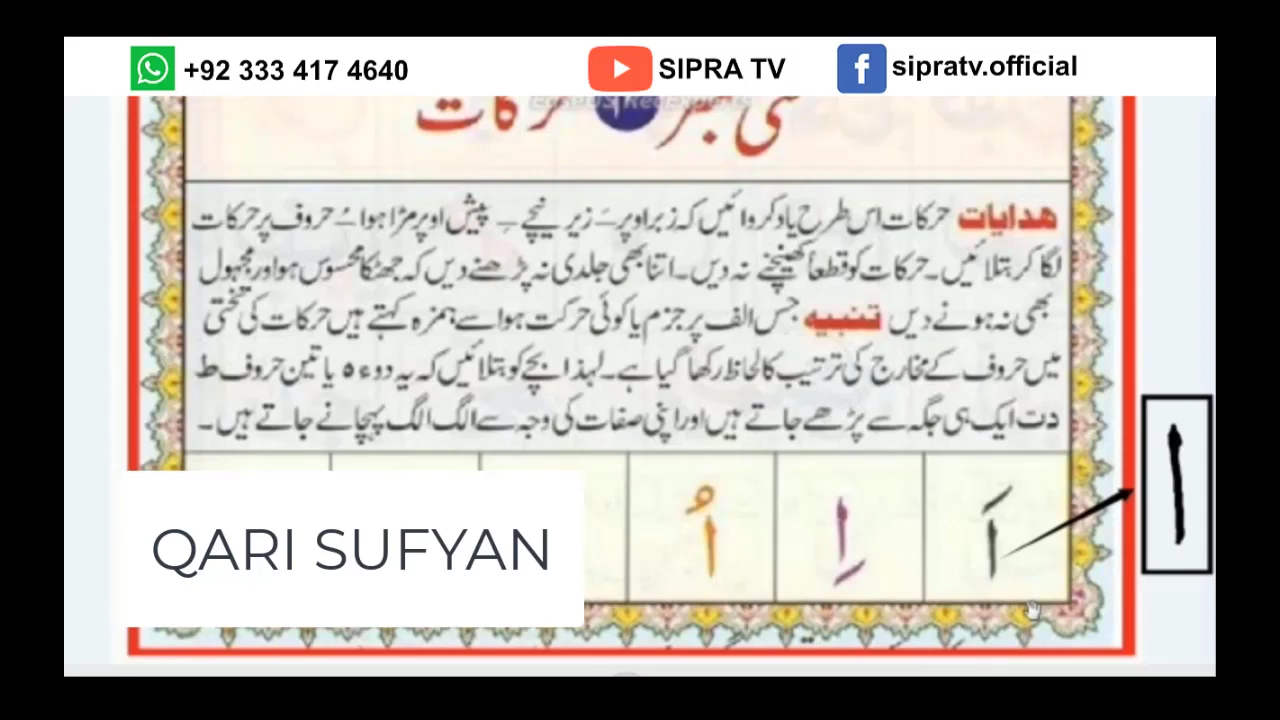 +92 333 417 4640
SIPRA TV
sipratv.official
حرکات
ھدایات حرکات اس طرح یاد کروائیں کہ زبر اوپر ـَ زیر نیچے ـِ پیش اوپر مڑا ہوا ـُ حروف پر حرکات
لگا کر بتلائیں۔ حرکات کو قطعاً کھینچنے نہ دیں۔ اتنا بھی جلدی نہ پڑھنے دیں کہ جھٹکا محسوس ہو اور مجہول
بھی نہ ہونے دیں تنبیہ جس الف پر جزم یا کوئی حرکت ہو اسے ہمزہ کہتے ہیں حرکات کی تختی
میں حروف کے مخارج کی ترتیب کا لحاظ رکھا گیا ہے۔ لہذا بچے کو بتلائیں کہ یہ دو ء ہ یا تین حروف ط
د ت ایک ہی جگہ سے پڑھے جاتے ہیں اور اپنی صفات کی وجہ سے الگ الگ پہچانے جاتے ہیں۔
اَ اِ اُ
ا
QARI SUFYAN